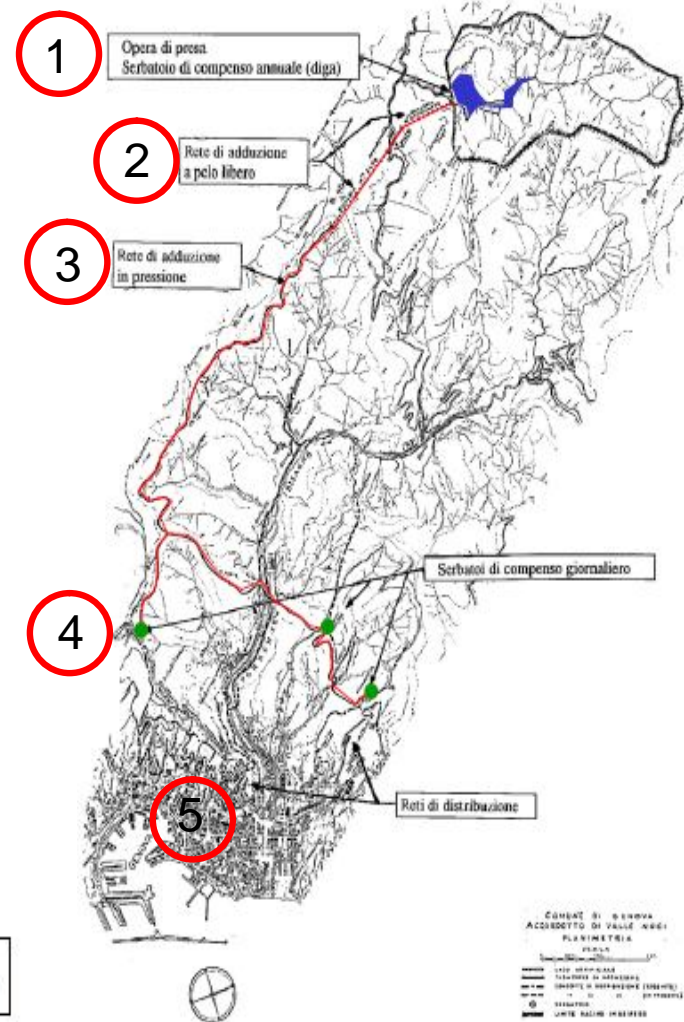 1
Opera di presa
Serbatoio di compenso annuale (diga)
2
Rete di adduzione
a pelo libero
3
Rete di adduzione
in pressione
Serbatoi di compenso giornaliero
4
5
Reti di distribuzione
GENOVA
COMUNE DI GENOVA
ACQUEDOTTO DI VALLE NOCI
PLANIMETRIA